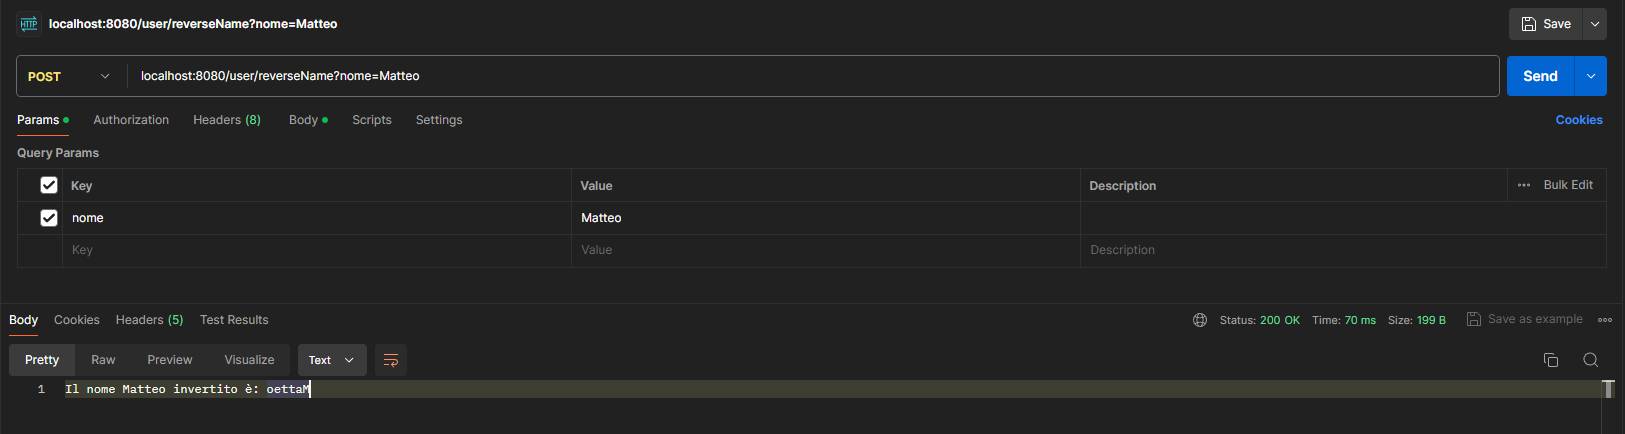 HTTP localhost:8080/user/reverseName?nome=Matteo Save
POST localhost:8080/user/reverseName?nome=Matteo Send
Params Authorization Headers (8) Body Scripts Settings Cookies
Query Params
Key Value Description Bulk Edit
nome Matteo
Key Value Description
Body Cookies Headers (5) Test Results Status: 200 OK Time: 70 ms Size: 199 B Save as example
Pretty Raw Preview Visualize Text
1 Il nome Matteo invertito è: oettaM